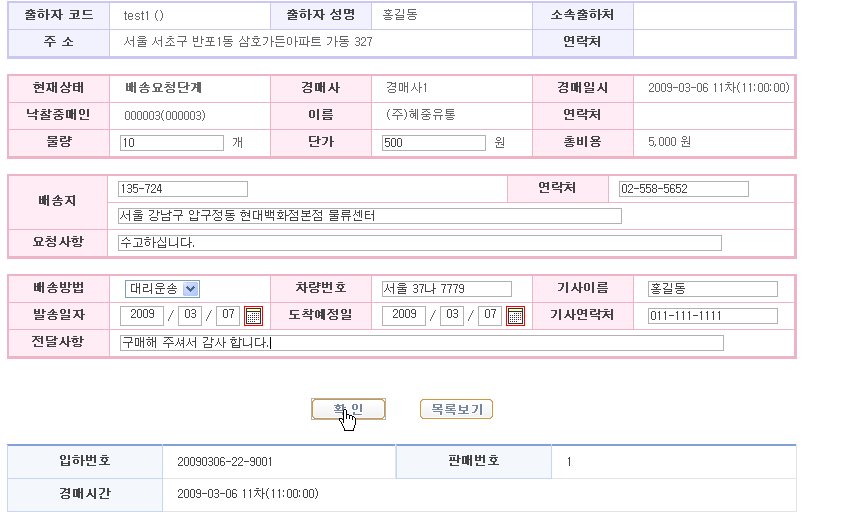 출하자 코드 test1 () 출하자 성명 홍길동 소속출하처
주 소 서울 서초구 반포1동 삼호가든아파트 가동 327 연락처
현재상태 배송요청단계 경매사 경매사1 경매일시 2009-03-06 11차(11:00:00)
낙찰중매인 000003(000003) 이름 (주)혜중유통 연락처
물량 10 개 단가 500 원 총비용 5,000 원
배송지 135-724 연락처 02-558-5652
서울 강남구 압구정동 현대백화점본점 물류센터
요청사항 수고하십니다.
배송방법 대리운송 차량번호 서울 37나 7779 기사이름 홍길동
발송일자 2009 / 03 / 07 도착예정일 2009 / 03 / 07 기사연락처 011-111-1111
전달사항 구매해 주셔서 감사 합니다.
확 인 목록보기
입하번호 20090306-22-9001 판매번호 1
경매시간 2009-03-06 11차(11:00:00)